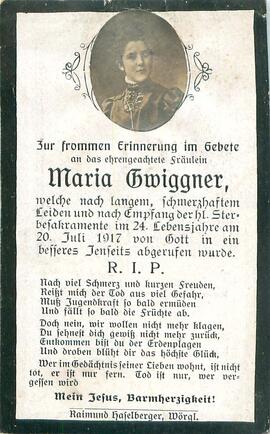 Zur frommen Erinnerung im Gebete
an das ehrengeachtete Fräulein
Maria Gwiggner,
welche nach langem, schmerzhaftem
Leiden und nach Empfang der hl. Ster-
besakramente im 24. Lebensjahre am
20. Juli 1917 von Gott in ein
besseres Jenseits abgerufen wurde.
R. I. P.
Nach viel Schmerz und kurzen Freuden,
Reißt mich der Tod aus viel Gefahr,
Muß Jugendkraft so bald ermüden
Und fällt so bald die Früchte ab.
Doch nein, wir wollen nicht mehr klagen,
Du sehnest dich gewiß nicht mehr zurück,
Entkommen bist du der Erdenplagen
Und droben blüht dir das höchste Glück.
Wer im Gedächtnis seiner Lieben wohnt, ist nicht
tot, er ist nur fern. Tod ist nur, wer ver-
gessen wird
Mein Jesus, Barmherzigkeit!
Raimund Haselberger, Wörgl.